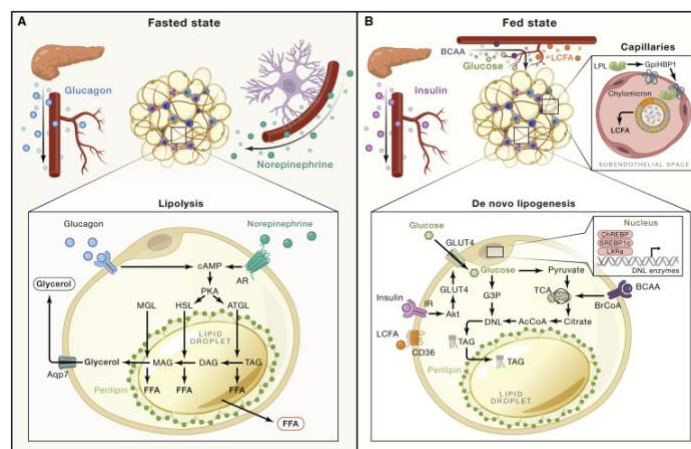 A
Fasted state
Glucagon
Norepinephrine
Lipolysis
Glucagon
Norepinephrine
cAMP
AR
PKA
Glycerol
MGL
HSL
ATGL
LIPID
DROPLET
Glycerol
MAG
DAG
TAG
Aqp7
FFA
FFA
FFA
Perilipin
FFA
B
Fed state
BCAA
Glucose
LCFA
Insulin
Capillaries
LPL
GpiHBP1
Chylomicron
LCFA
SUBENDOTHELIAL SPACE
De novo lipogenesis
Glucose
GLUT4
Nucleus
ChREBP
SREBP1c
LXRa
DNL enzymes
Glucose
Pyruvate
GLUT4
G3P
TCA
BCAA
BrCoA
Insulin
IR
Akt
DNL
AcCoA
Citrate
LCFA
CD36
TAG
TAG
Perilipin
LIPID
DROPLET